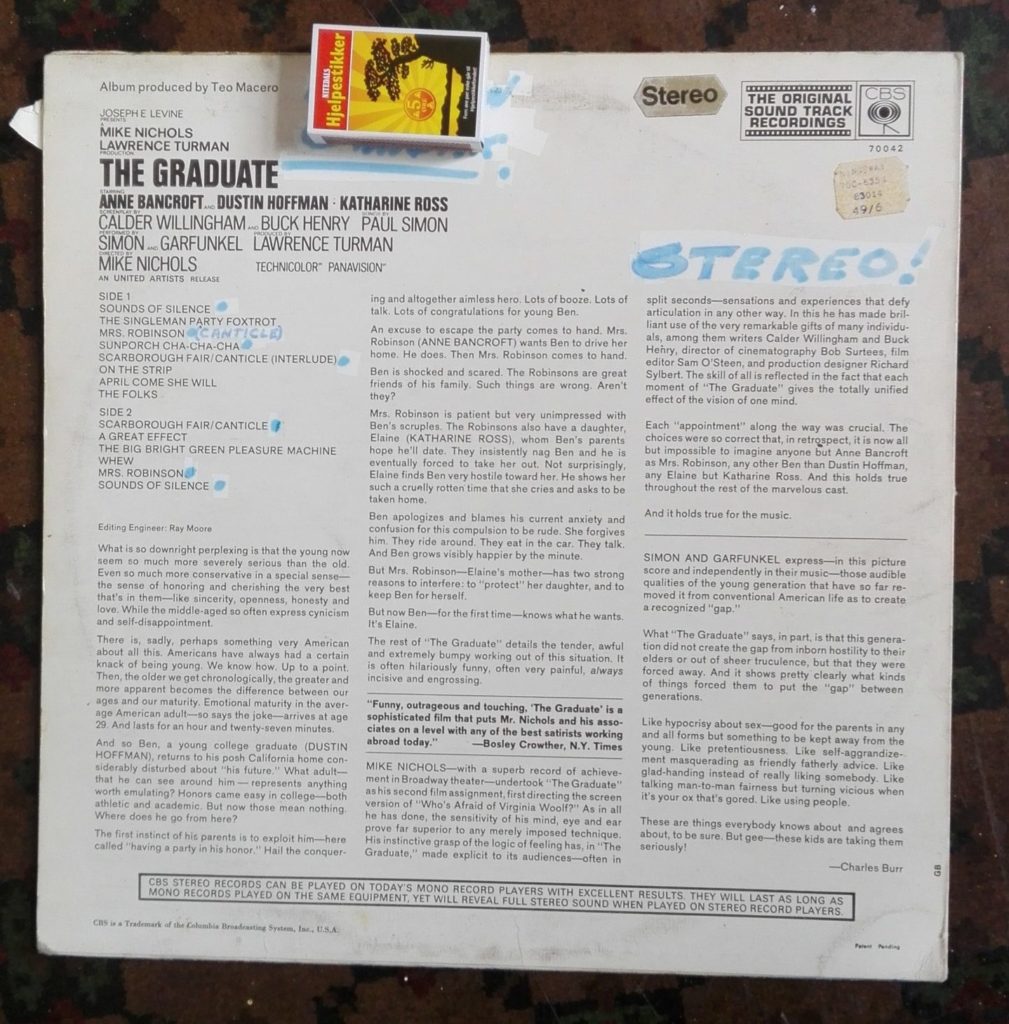 Album produced by Teo Macero
NITEDALS
Hjelpestikker
Stereo
THE ORIGINAL
SOUND TRACK
RECORDINGS
CBS
70042
49/6
STEREO!
JOSEPH E. LEVINE
PRESENTS
A
MIKE NICHOLS
LAWRENCE TURMAN
PRODUCTION
THE GRADUATE
STARRING
ANNE BANCROFT AND DUSTIN HOFFMAN · KATHARINE ROSS
SCREENPLAY BY SONGS BY
CALDER WILLINGHAM AND BUCK HENRY PAUL SIMON
PERFORMED BY PRODUCED BY
SIMON AND GARFUNKEL LAWRENCE TURMAN
DIRECTED BY
MIKE NICHOLS TECHNICOLOR® PANAVISION®
AN UNITED ARTISTS RELEASE
SIDE 1
SOUNDS OF SILENCE
THE SINGLEMAN PARTY FOXTROT
MRS. ROBINSON (CANTICLE)
SUNPORCH CHA-CHA-CHA
SCARBOROUGH FAIR/CANTICLE (INTERLUDE)
ON THE STRIP
APRIL COME SHE WILL
THE FOLKS
SIDE 2
SCARBOROUGH FAIR/CANTICLE
A GREAT EFFECT
THE BIG BRIGHT GREEN PLEASURE MACHINE
WHEW
MRS. ROBINSON
SOUNDS OF SILENCE
Editing Engineer: Ray Moore
What is so downright perplexing is that the young now
seem so much more severely serious than the old.
Even so much more conservative in a special sense—
the sense of honoring and cherishing the very best
that's in them—like sincerity, openness, honesty and
love. While the middle-aged so often express cynicism
and self-disappointment.
There is, sadly, perhaps something very American
about all this. Americans have always had a certain
knack of being young. We know how. Up to a point.
Then, the older we get chronologically, the greater and
more apparent becomes the difference between our
ages and our maturity. Emotional maturity in the aver-
age American adult—so says the joke—arrives at age
29. And lasts for an hour and twenty-seven minutes.
And so Ben, a young college graduate (DUSTIN
HOFFMAN), returns to his posh California home con-
siderably disturbed about "his future." What adult—
that he can see around him—represents anything
worth emulating? Honors came easy in college—both
athletic and academic. But now those mean nothing.
Where does he go from here?
The first instinct of his parents is to exploit him—here
called "having a party in his honor." Hail the conquer-
ing and altogether aimless hero. Lots of booze. Lots of
talk. Lots of congratulations for young Ben.
An excuse to escape the party comes to hand. Mrs.
Robinson (ANNE BANCROFT) wants Ben to drive her
home. He does. Then Mrs. Robinson comes to hand.
Ben is shocked and scared. The Robinsons are great
friends of his family. Such things are wrong. Aren't
they?
Mrs. Robinson is patient but very unimpressed with
Ben's scruples. The Robinsons also have a daughter,
Elaine (KATHARINE ROSS), whom Ben's parents
hope he'll date. They insistently nag Ben and he is
eventually forced to take her out. Not surprisingly,
Elaine finds Ben very hostile toward her. He shows her
such a cruelly rotten time that she cries and asks to be
taken home.
Ben apologizes and blames his current anxiety and
confusion for this compulsion to be rude. She forgives
him. They ride around. They eat in the car. They talk.
And Ben grows visibly happier by the minute.
But Mrs. Robinson—Elaine's mother—has two strong
reasons to interfere: to "protect" her daughter, and to
keep Ben for herself.
But now Ben—for the first time—knows what he wants.
It's Elaine.
The rest of "The Graduate" details the tender, awful
and extremely bumpy working out of this situation. It
is often hilariously funny, often very painful, always
incisive and engrossing.
"Funny, outrageous and touching, 'The Graduate' is a
sophisticated film that puts Mr. Nichols and his asso-
ciates on a level with any of the best satirists working
abroad today." —Bosley Crowther, N.Y. Times
MIKE NICHOLS—with a superb record of achieve-
ment in Broadway theater—undertook "The Graduate"
as his second film assignment, first directing the screen
version of "Who's Afraid of Virginia Woolf?" As in all
he has done, the sensitivity of his mind, eye and ear
prove far superior to any merely imposed technique.
His instinctive grasp of the logic of feeling has, in "The
Graduate," made explicit to its audiences—often in
split seconds—sensations and experiences that defy
articulation in any other way. In this he has made bril-
liant use of the very remarkable gifts of many individu-
als, among them writers Calder Willingham and Buck
Henry, director of cinematography Bob Surtees, film
editor Sam O'Steen, and production designer Richard
Sylbert. The skill of all is reflected in the fact that each
moment of "The Graduate" gives the totally unified
effect of the vision of one mind.
Each "appointment" along the way was crucial. The
choices were so correct that, in retrospect, it is now all
but impossible to imagine anyone but Anne Bancroft
as Mrs. Robinson, any other Ben than Dustin Hoffman,
any Elaine but Katharine Ross. And this holds true
throughout the rest of the marvelous cast.
And it holds true for the music.
SIMON AND GARFUNKEL express—in this picture
score and independently in their music—those audible
qualities of the young generation that have so far re-
moved it from conventional American life as to create
a recognized "gap."
What "The Graduate" says, in part, is that this genera-
tion did not create the gap from inborn hostility to their
elders or out of sheer truculence, but that they were
forced away. And it shows pretty clearly what kinds
of things forced them to put the "gap" between
generations.
Like hypocrisy about sex—good for the parents in any
and all forms but something to be kept away from the
young. Like pretentiousness. Like self-aggrandize-
ment masquerading as friendly fatherly advice. Like
glad-handing instead of really liking somebody. Like
talking man-to-man fairness but turning vicious when
it's your ox that's gored. Like using people.
These are things everybody knows about and agrees
about, to be sure. But gee—these kids are taking them
seriously!
—Charles Burr
GB
CBS STEREO RECORDS CAN BE PLAYED ON TODAY'S MONO RECORD PLAYERS WITH EXCELLENT RESULTS. THEY WILL LAST AS LONG AS
MONO RECORDS PLAYED ON THE SAME EQUIPMENT, YET WILL REVEAL FULL STEREO SOUND WHEN PLAYED ON STEREO RECORD PLAYERS.
CBS is a Trademark of the Columbia Broadcasting System, Inc., U.S.A.
Patent Pending